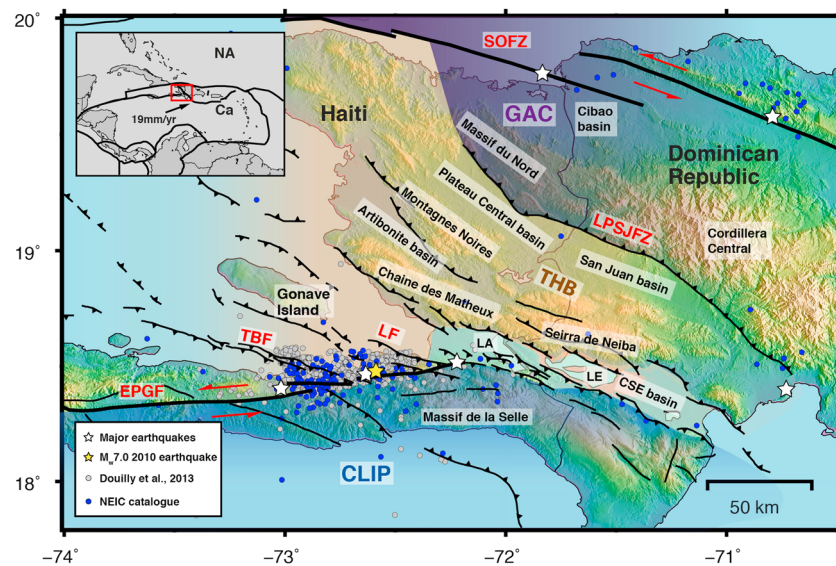 20˚
19˚
18˚
−74˚
−73˚
−72˚
−71˚
NA
Ca
19mm/yr
SOFZ
Haiti
GAC
Cibao
basin
Massif du Nord
Dominican
Republic
Plateau Central basin
Montagnes Noires
Artibonite basin
LPSJFZ
Cordillera
Central
San Juan basin
THB
Chaine des Matheux
Gonave
Island
TBF
LF
LA
Seirra de Neiba
LE
CSE basin
EPGF
Massif de la Selle
CLIP
Major earthquakes
Mw7.0 2010 earthquake
Douilly et al., 2013
NEIC catalogue
50 km